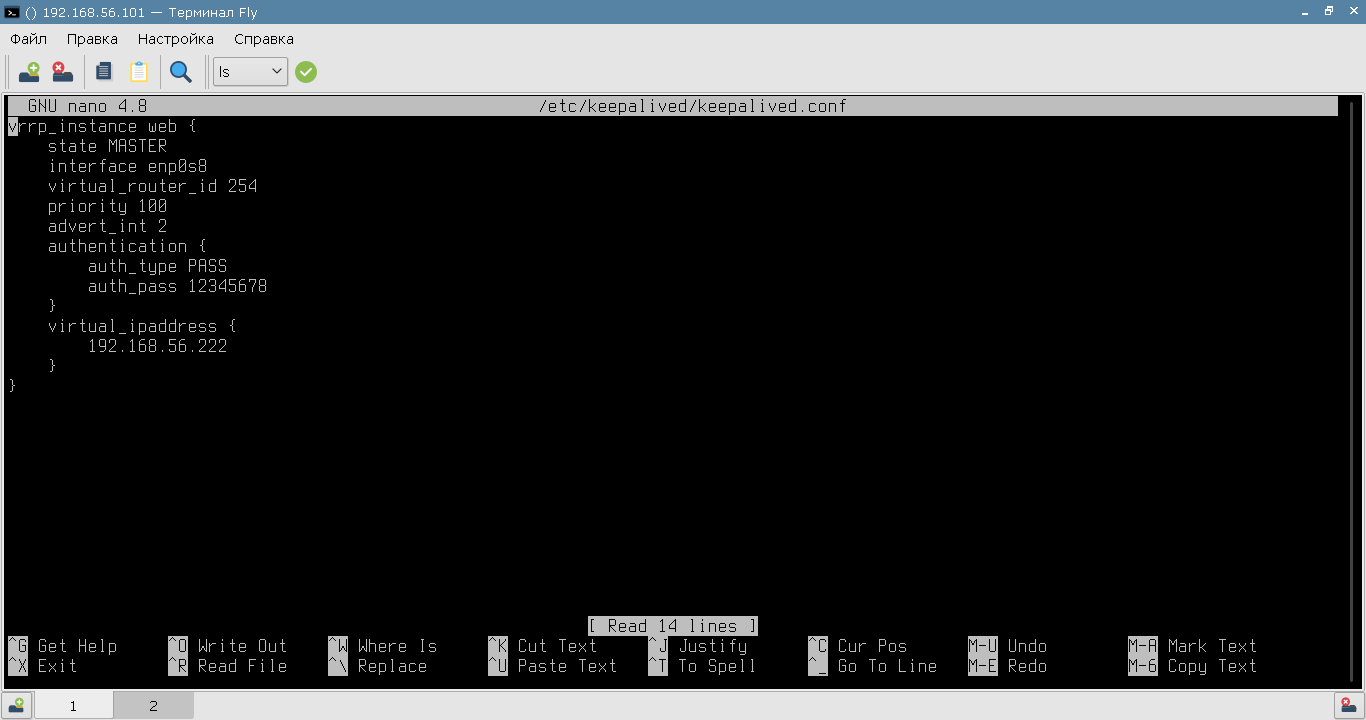 () 192.168.56.101 — Терминал Fly
Файл Правка Настройка Справка
ls
GNU nano 4.8 /etc/keepalived/keepalived.conf
vrrp_instance web {
    state MASTER
    interface enp0s8
    virtual_router_id 254
    priority 100
    advert_int 2
    authentication {
        auth_type PASS
        auth_pass 12345678
    }
    virtual_ipaddress {
        192.168.56.222
    }
}
[ Read 14 lines ]
^G Get Help ^O Write Out ^W Where Is ^K Cut Text ^J Justify ^C Cur Pos M-U Undo M-A Mark Text
^X Exit ^R Read File ^\ Replace ^U Paste Text ^T To Spell ^_ Go To Line M-E Redo M-6 Copy Text
1 2